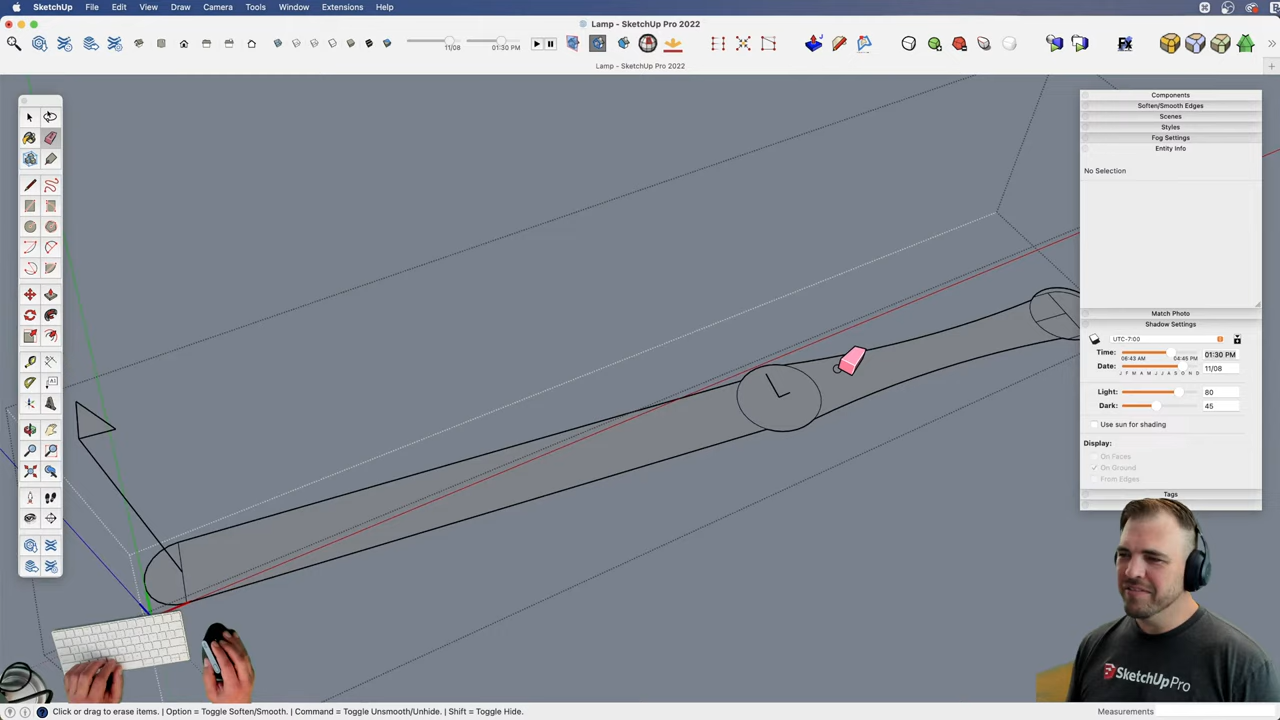 SketchUp File Edit View Draw Camera Tools Window Extensions Help
Lamp - SketchUp Pro 2022
11/08 01:30 PM
Lamp - SketchUp Pro 2022
Components
Soften/Smooth Edges
Scenes
Styles
Fog Settings
Entity Info
No Selection
Match Photo
Shadow Settings
UTC-7:00
Time: 01:30 PM
06:43 AM 04:45 PM
Date: 11/08
J F M A M J J A S O N D
Light: 80
Dark: 45
Use sun for shading
Display:
On Faces
On Ground
From Edges
Tags
SketchUpPro
Click or drag to erase items. | Option = Toggle Soften/Smooth. | Command = Toggle Unsmooth/Unhide. | Shift = Toggle Hide. Measurements